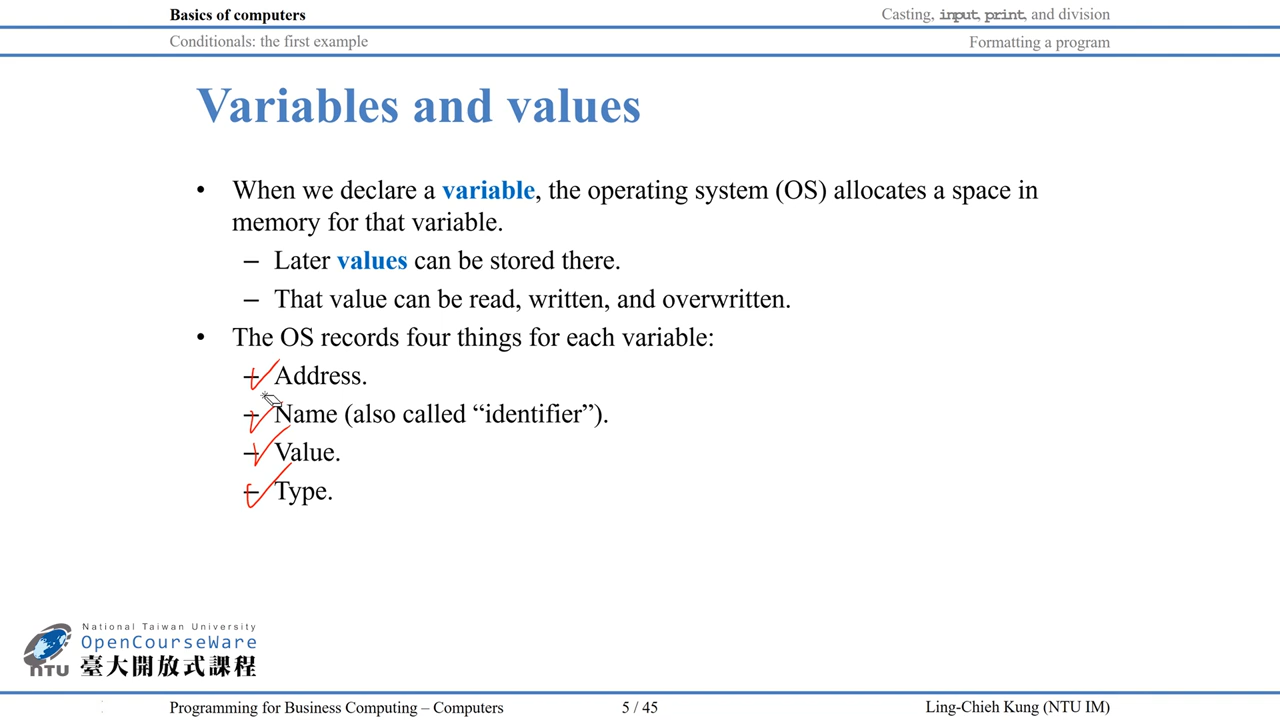 Basics of computers
Casting, input, print, and division
Conditionals: the first example
Formatting a program
Variables and values
• When we declare a variable, the operating system (OS) allocates a space in
memory for that variable.
– Later values can be stored there.
– That value can be read, written, and overwritten.
• The OS records four things for each variable:
– Address.
– Name (also called “identifier”).
– Value.
– Type.
National Taiwan University
OpenCourseWare
NTU 臺大開放式課程
Programming for Business Computing – Computers
5 / 45
Ling-Chieh Kung (NTU IM)